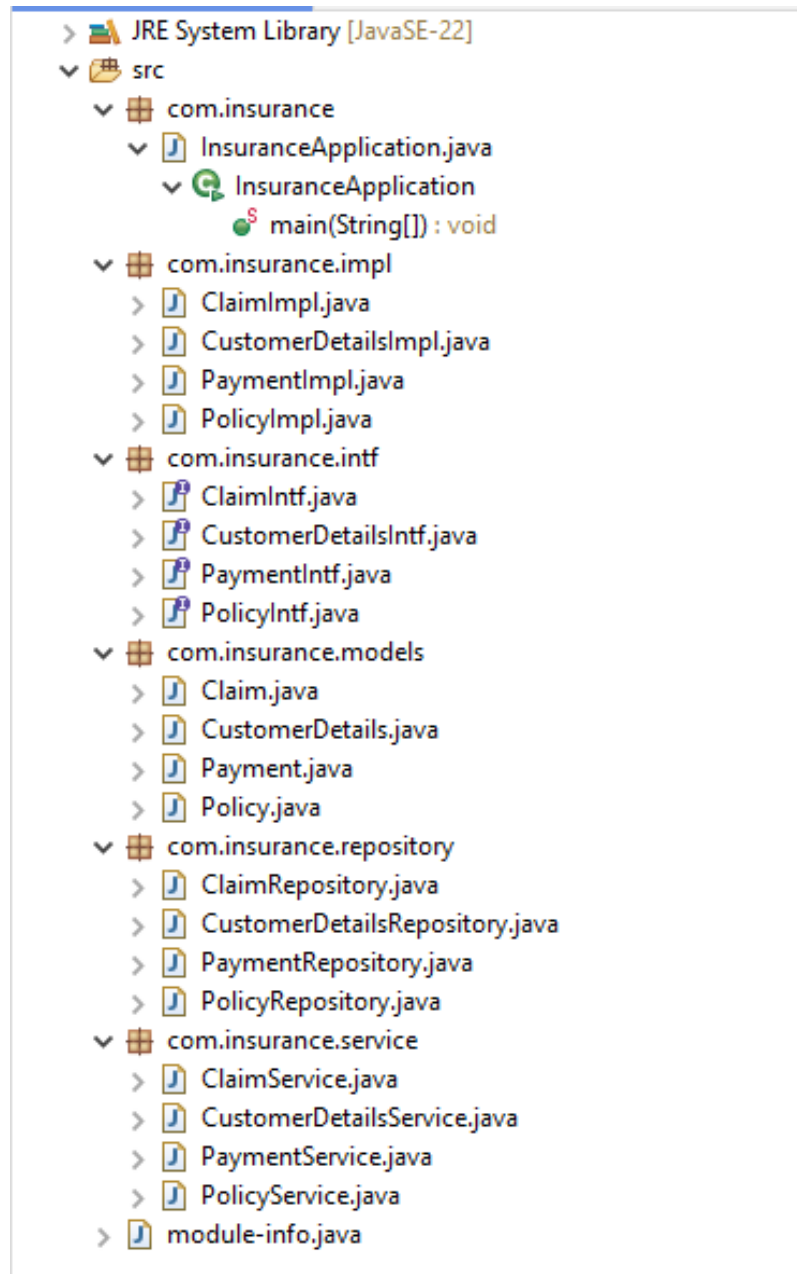 JRE System Library [JavaSE-22]
src
com.insurance
InsuranceApplication.java
InsuranceApplication
main(String[]) : void
com.insurance.impl
ClaimImpl.java
CustomerDetailsImpl.java
PaymentImpl.java
PolicyImpl.java
com.insurance.intf
ClaimIntf.java
CustomerDetailsIntf.java
PaymentIntf.java
PolicyIntf.java
com.insurance.models
Claim.java
CustomerDetails.java
Payment.java
Policy.java
com.insurance.repository
ClaimRepository.java
CustomerDetailsRepository.java
PaymentRepository.java
PolicyRepository.java
com.insurance.service
ClaimService.java
CustomerDetailsService.java
PaymentService.java
PolicyService.java
module-info.java